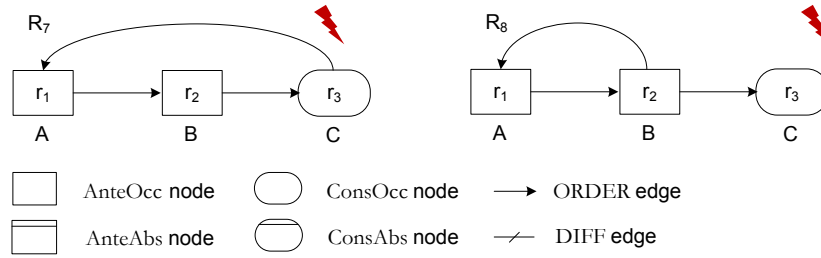 R7
R8
r1 r2 r3 r1 r2 r3
A B C A B C
AnteOcc node ConsOcc node ORDER edge
AnteAbs node ConsAbs node DIFF edge